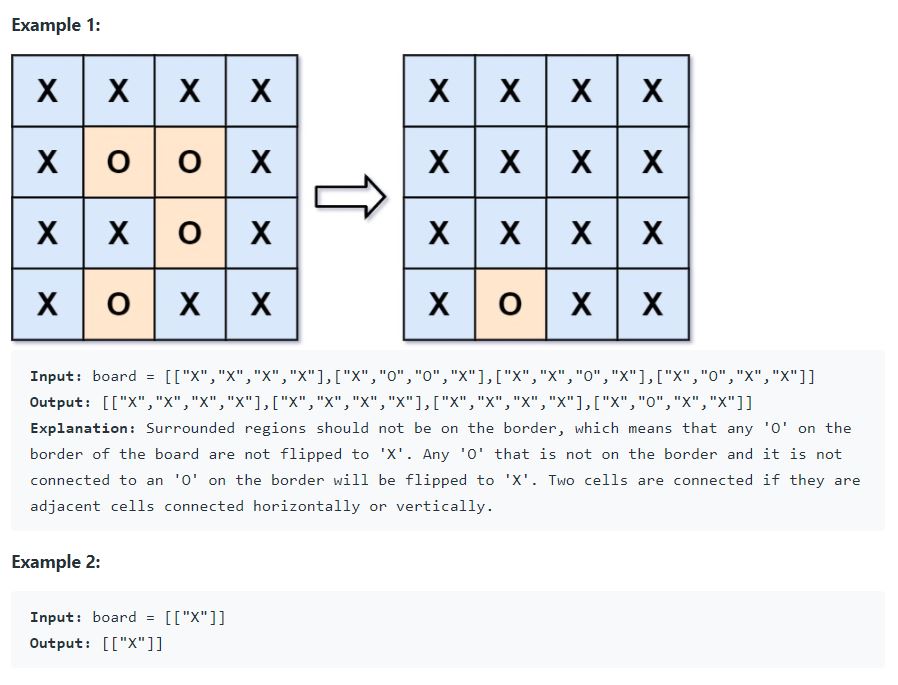 Example 1:
X X X X X X X X
X O O X X X X X
X X O X X X X X
X O X X X O X X
Input: board = [["X","X","X","X"],["X","O","O","X"],["X","X","O","X"],["X","O","X","X"]]
Output: [["X","X","X","X"],["X","X","X","X"],["X","X","X","X"],["X","O","X","X"]]
Explanation: Surrounded regions should not be on the border, which means that any 'O' on the
border of the board are not flipped to 'X'. Any 'O' that is not on the border and it is not
connected to an 'O' on the border will be flipped to 'X'. Two cells are connected if they are
adjacent cells connected horizontally or vertically.
Example 2:
Input: board = [["X"]]
Output: [["X"]]